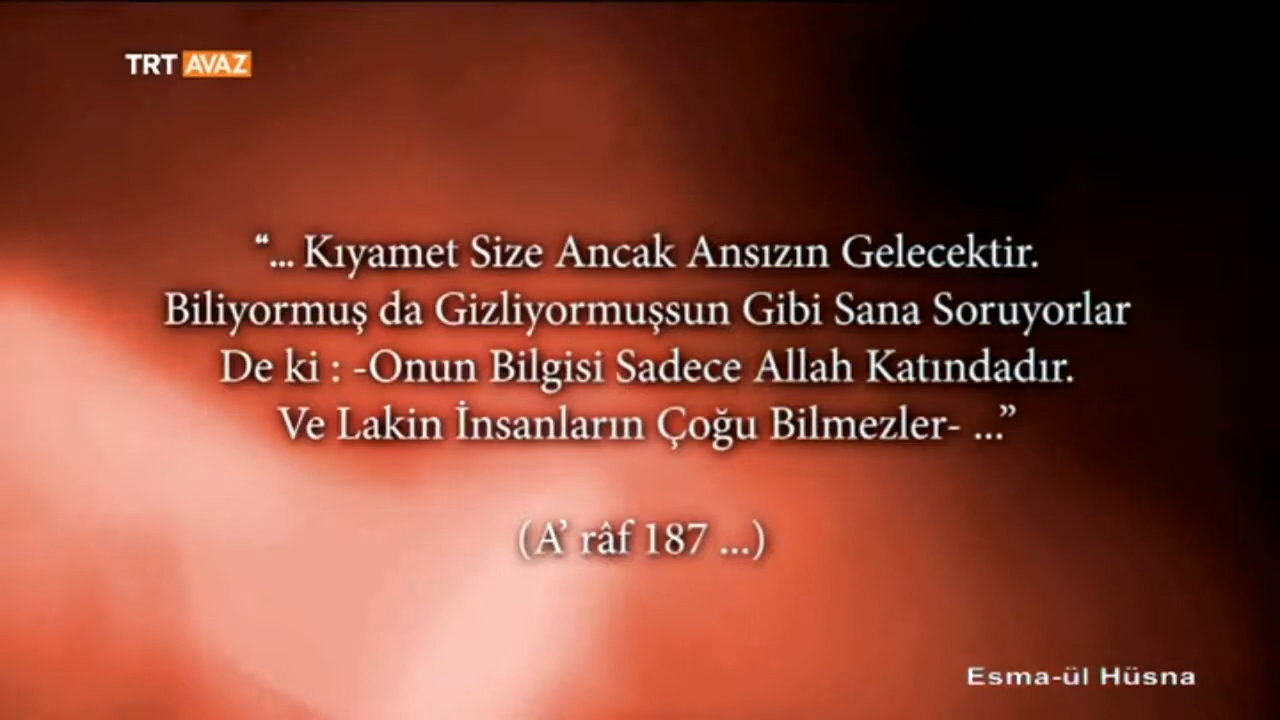 TRT AVAZ
“... Kıyamet Size Ancak Ansızın Gelecektir.
Biliyormuş da Gizliyormuşsun Gibi Sana Soruyorlar
De ki : -Onun Bilgisi Sadece Allah Katındadır.
Ve Lakin İnsanların Çoğu Bilmezler- ...”
(A’ râf 187 ...)
Esma-ül Hüsna